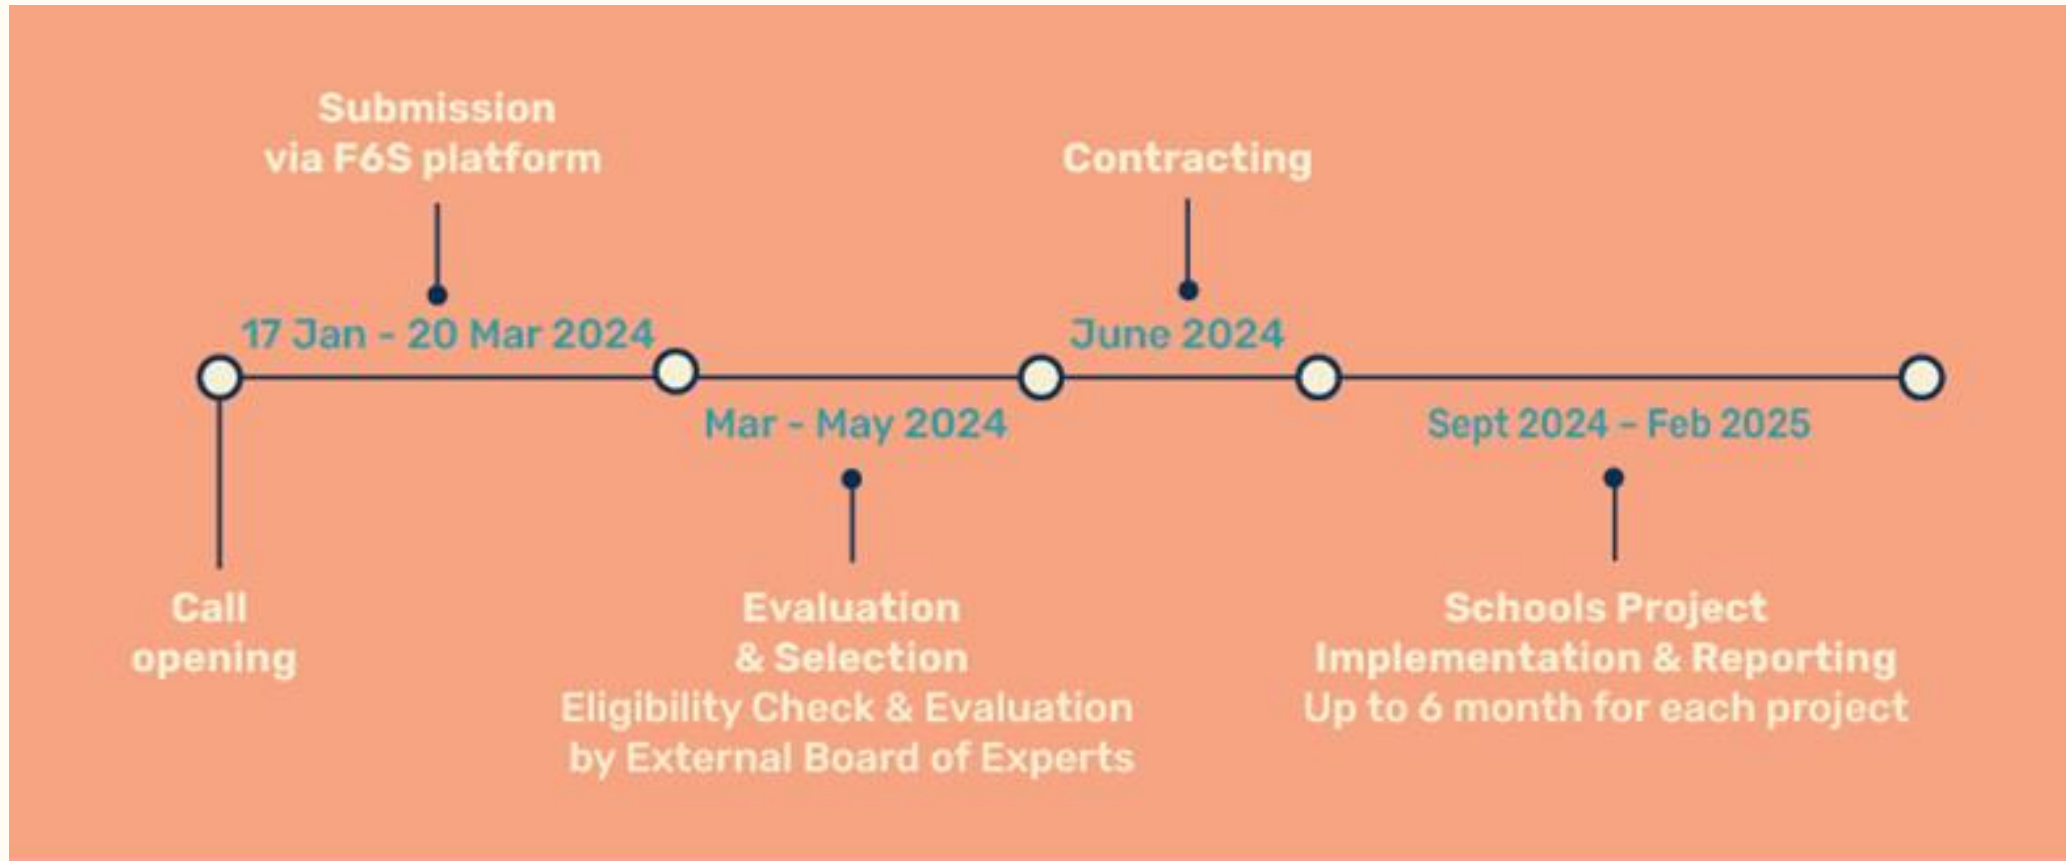 Submission
via F6S platform
Contracting
17 Jan - 20 Mar 2024
June 2024
Mar - May 2024
Sept 2024 – Feb 2025
Call
opening
Evaluation
& Selection
Eligibility Check & Evaluation
by External Board of Experts
Schools Project
Implementation & Reporting
Up to 6 month for each project